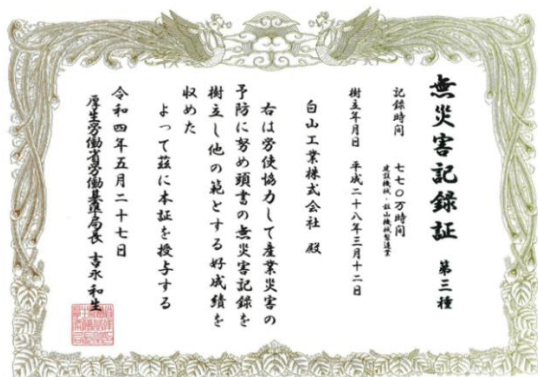 無災害記録証 第三種
記録時间 七七〇万時间
建設機械・鉱山機械製造業
樹立年月日 平成二十八年三月十二日
白山工業株式会社 殿
右は労使協力して産業災害の
予防に努め頭書の無災害記録を
樹立し他の範とする好成績を
収めた
よって茲に本証を授与する
令和四年五月二十七日
厚生労働省労働基準局長 吉永和生